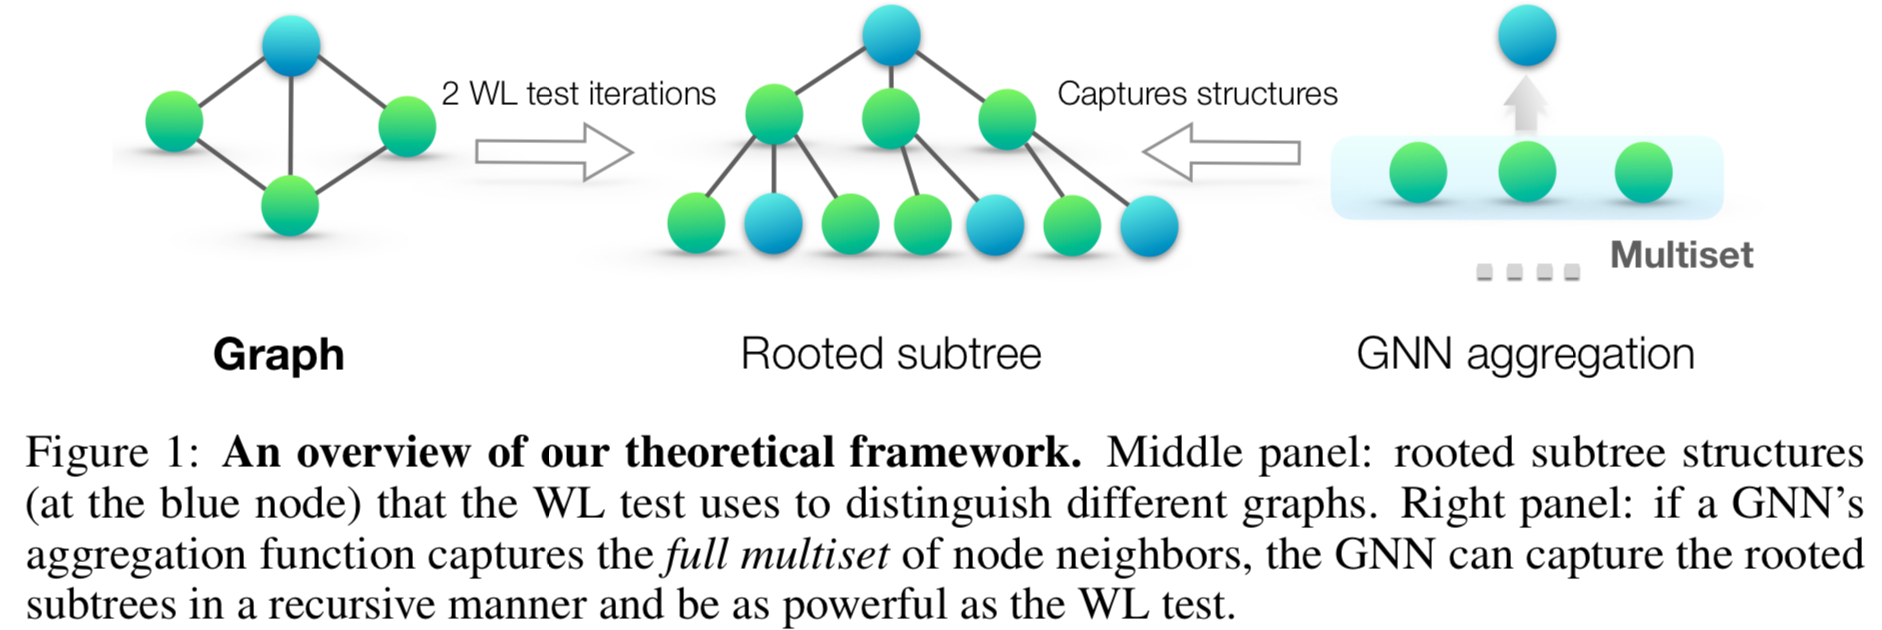 2 WL test iterations
Captures structures
Multiset
Graph
Rooted subtree
GNN aggregation
Figure 1: An overview of our theoretical framework. Middle panel: rooted subtree structures
(at the blue node) that the WL test uses to distinguish different graphs. Right panel: if a GNN's
aggregation function captures the full multiset of node neighbors, the GNN can capture the rooted
subtrees in a recursive manner and be as powerful as the WL test.